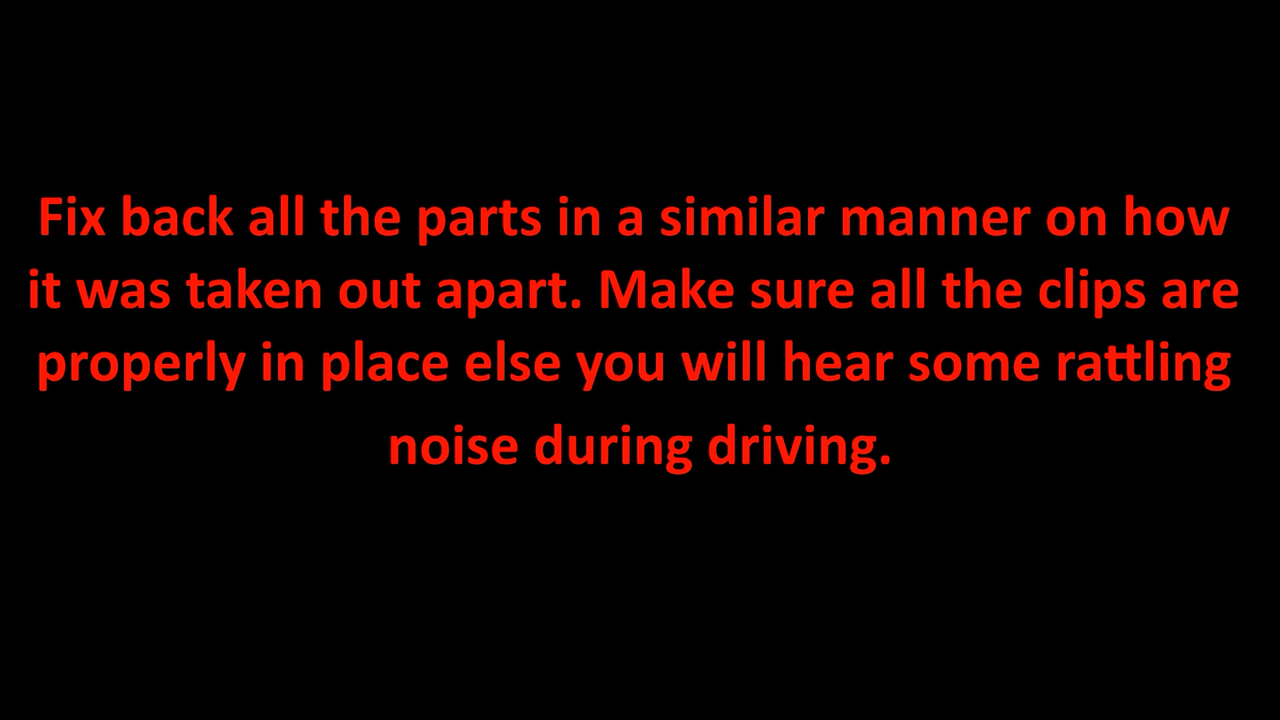 Fix back all the parts in a similar manner on how
it was taken out apart. Make sure all the clips are
properly in place else you will hear some rattling
noise during driving.